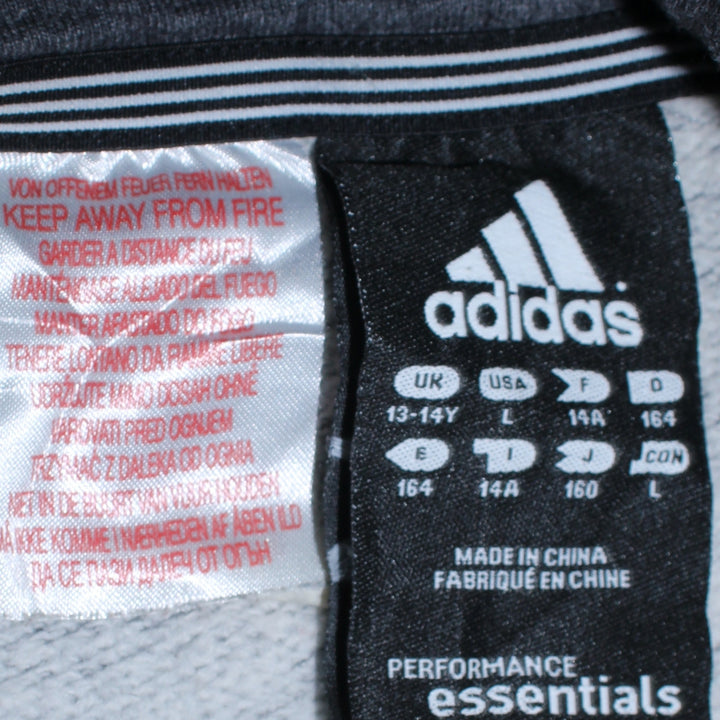 VON OFFENEM FEUER FERN HALTEN
KEEP AWAY FROM FIRE
GARDER A DISTANCE DU FEU
MANTÉNGASE ALEJADO DEL FUEGO
MANTER AFASTADO DO FOGO
TENERE LONTANO DA FIAMME LIBERE
UDRŽUJTE MIMO DOSAH OHNĚ
VAROVATI PRED OGNJEM
TRZYMAĆ Z DALEKA OD OGNIA
NIET IN DE BUURT VAN VUUR HOUDEN
MÅ IKKE KOMME I NÆRHEDEN AF ÅBEN ILD
ДА СЕ ПАЗИ ДАЛЕЧ ОТ ОГЪН
adidas
UK USA F D
13-14Y L 14A 164
E I J CDN
164 14A 160 L
MADE IN CHINA
FABRIQUÉ EN CHINE
PERFORMANCE
essentials